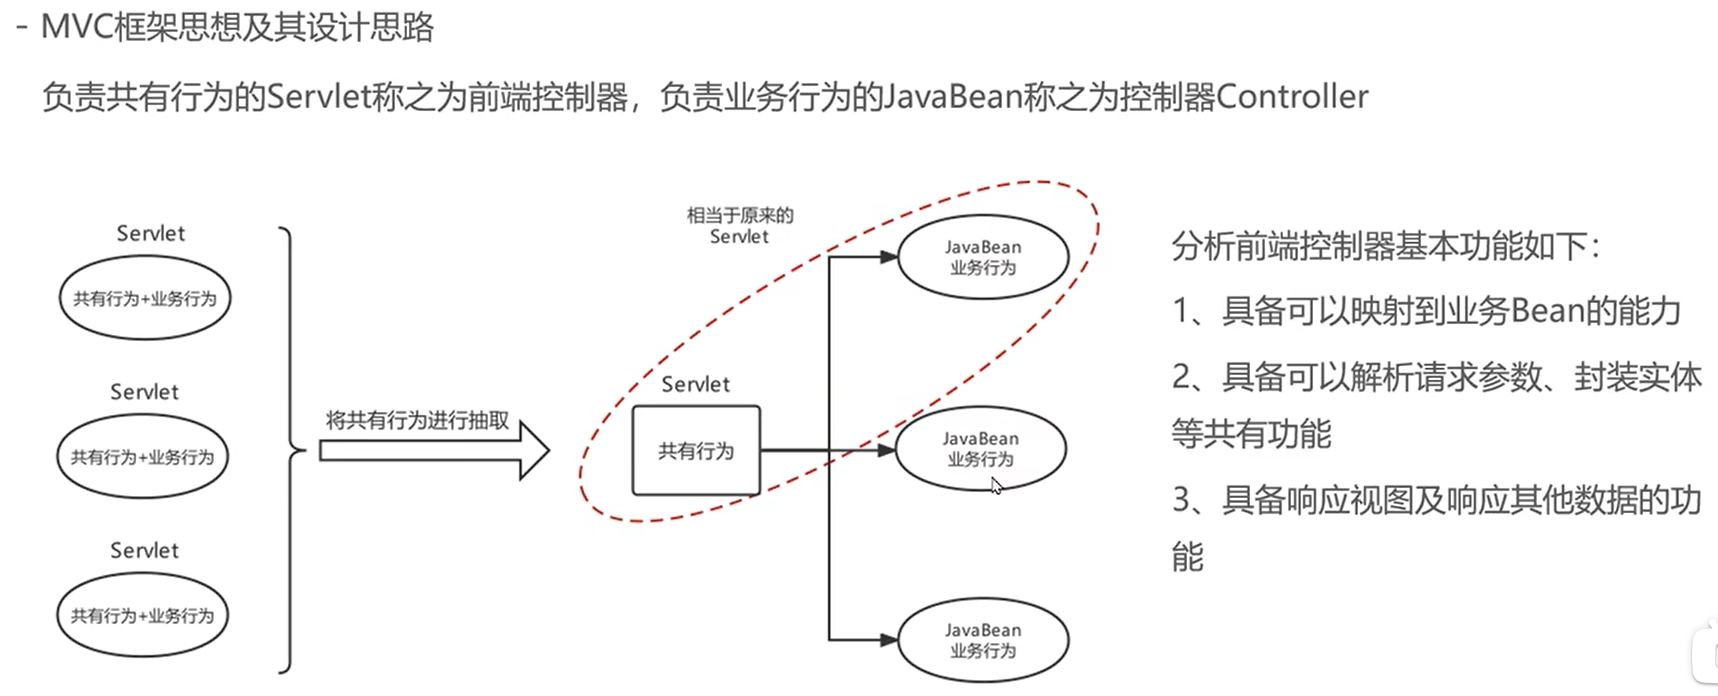 - MVC框架思想及其设计思路
负责共有行为的Servlet称之为前端控制器，负责业务行为的JavaBean称之为控制器Controller
Servlet
共有行为+业务行为
Servlet
共有行为+业务行为
Servlet
共有行为+业务行为
将共有行为进行抽取
相当于原来的
Servlet
Servlet
共有行为
JavaBean
业务行为
JavaBean
业务行为
JavaBean
业务行为
分析前端控制器基本功能如下：
1、具备可以映射到业务Bean的能力
2、具备可以解析请求参数、封装实体
等共有功能
3、具备响应视图及响应其他数据的功
能